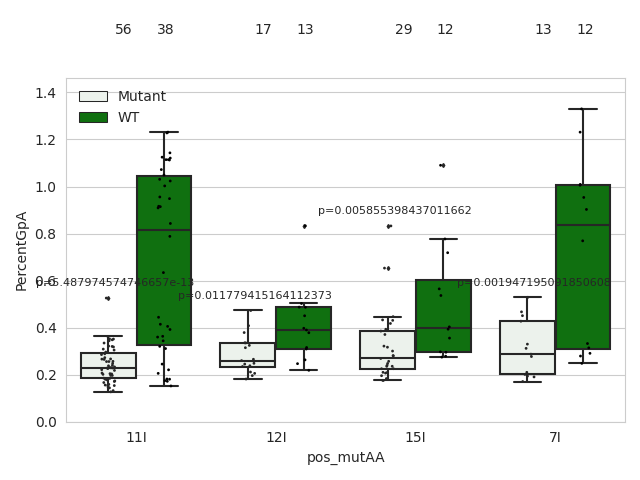 56 38 17 13 29 12 13 12
Mutant
WT
1.4
1.2
1.0
0.8
0.6
0.4
0.2
0.0
PercentGpA
p=0.005855398437011662
p=5.487974574746657e-13
p=0.001947195091850608
p=0.011779415164112373
11I 12I 15I 7I
pos_mutAA